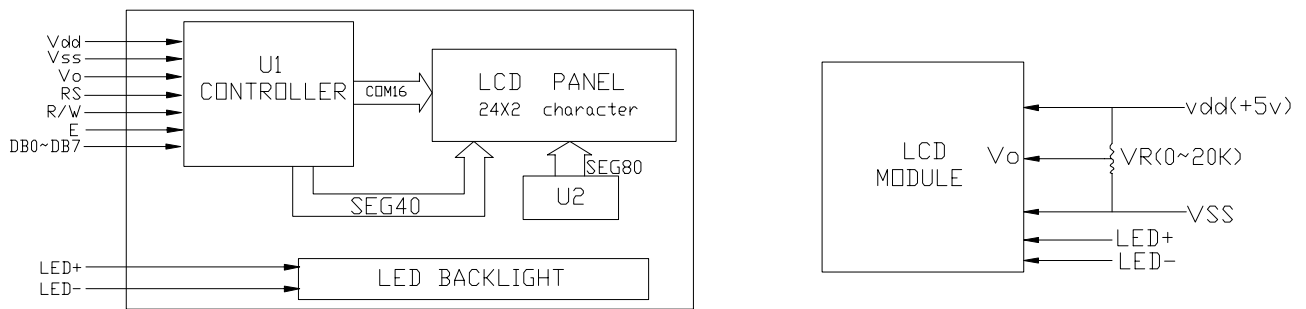 Vdd
Vss
Vo
RS
R/W
E
DB0~DB7
U1
CONTROLLER
COM16
LCD PANEL
24X2 character
SEG80
U2
SEG40
LED+
LED-
LED BACKLIGHT
LCD
MODULE
Vo
vdd(+5v)
VR(0~20K)
VSS
LED+
LED-